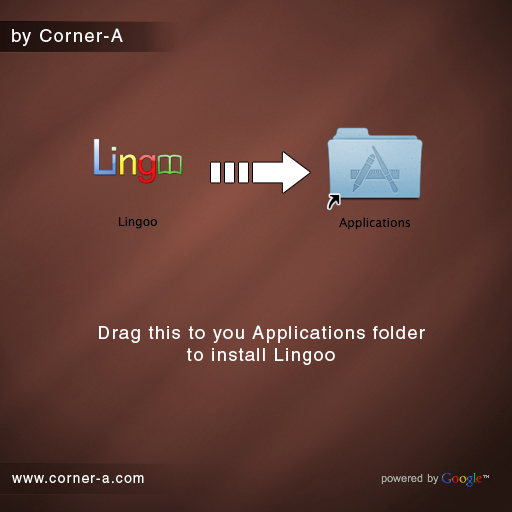 by Corner-A
Ling
Lingoo
Applications
Drag this to you Applications folder
to install Lingoo
www.corner-a.com
powered by Google™